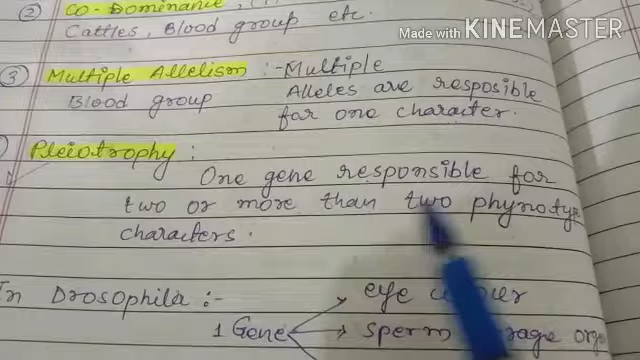 ② Co-Dominance,
Made with KINEMASTER
Cattles, Blood group etc.
③ Multiple Allelism :- Multiple
Blood group Alleles are resposible
for one character.
Pleiotrophy :
One gene responsible for
two or more than two phynotype
characters.
In Drosophila :-
eye
1 Gene
sperm